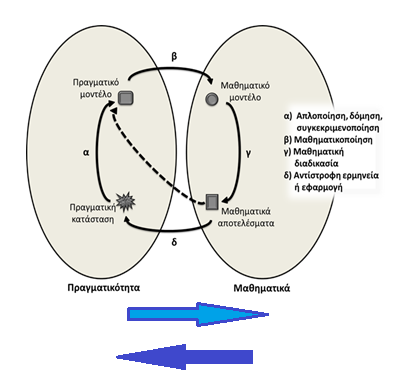 β
Πραγματικό
μοντέλο
Μαθηματικό
μοντέλο
α) Απλοποίηση, δόμηση,
συγκεκριμενοποίηση
β) Μαθηματικοποίηση
γ) Μαθηματική
διαδικασία
δ) Αντίστροφη ερμηνεία
ή εφαρμογή
α
γ
Πραγματική
κατάσταση
Μαθηματικά
αποτελέσματα
δ
Πραγματικότητα
Μαθηματικά